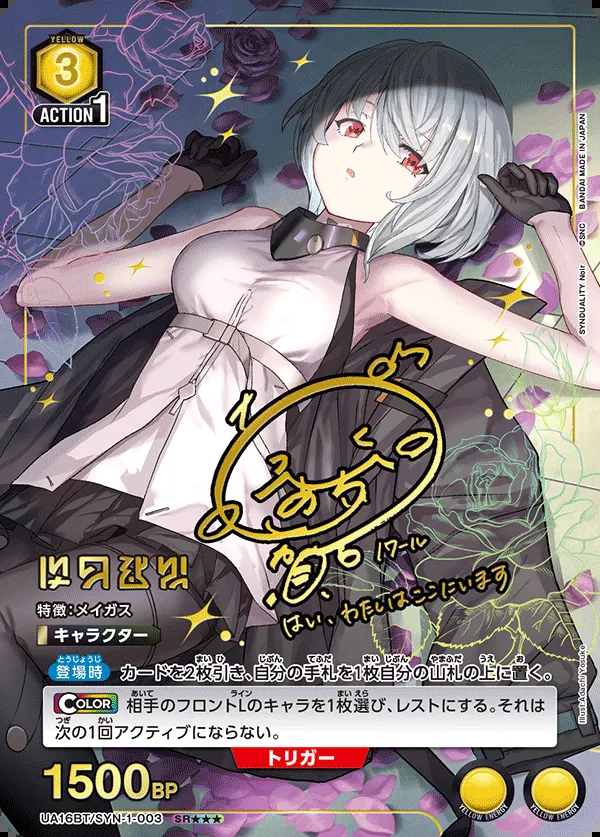 YELLOW
3
ACTION 1
SYNDUALITY Noir ©SNC BANDAI MADE IN JAPAN
ノワール
はい、わたしはここにいます
特徴：メイガス
キャラクター
登場時 カードを2枚引き、自分の手札を1枚自分の山札の上に置く。
COLOR 相手のフロントLのキャラを1枚選び、レストにする。それは
次の1回アクティブにならない。
トリガー
1500BP
YELLOW ENERGY
YELLOW ENERGY
UA16BT/SYN-1-003 SR★★★
Illust.Adachi Yosuke